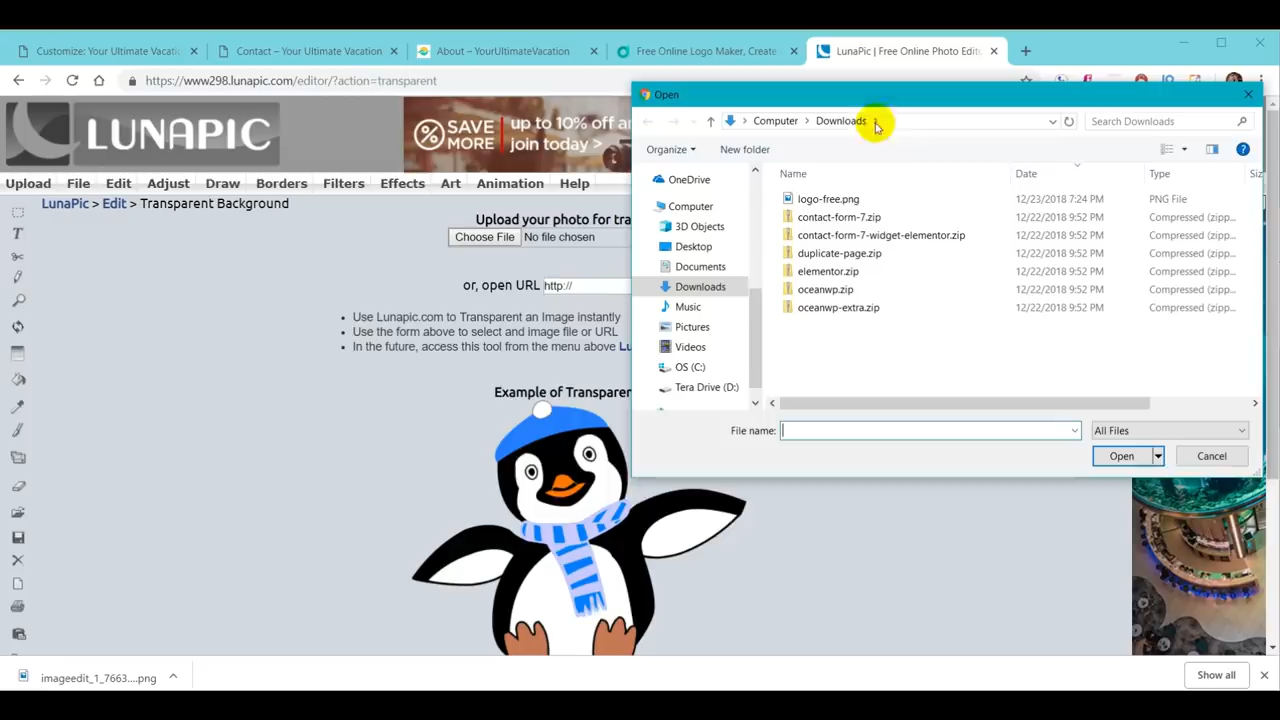 Customize: Your Ultimate Vacati
Contact – Your Ultimate Vacation
About – YourUltimateVacation
Free Online Logo Maker, Create
LunaPic | Free Online Photo Edit
https://www298.lunapic.com/editor/?action=transparent
LUNAPIC
SAVE MORE
up to 10% off an
join today >
Upload File Edit Adjust Draw Borders Filters Effects Art Animation Help
LunaPic > Edit > Transparent Background
Upload your photo for tra
Choose File No file chosen
or, open URL http://
• Use Lunapic.com to Transparent an Image instantly
• Use the form above to select and image file or URL
• In the future, access this tool from the menu above Lu
Example of Transparen
Open
Computer > Downloads >
Search Downloads
Organize
New folder
Name Date Type Siz
OneDrive
Computer
3D Objects
Desktop
Documents
Downloads
Music
Pictures
Videos
OS (C:)
Tera Drive (D:)
logo-free.png 12/23/2018 7:24 PM PNG File
contact-form-7.zip 12/22/2018 9:52 PM Compressed (zipp...
contact-form-7-widget-elementor.zip 12/22/2018 9:52 PM Compressed (zipp...
duplicate-page.zip 12/22/2018 9:52 PM Compressed (zipp...
elementor.zip 12/22/2018 9:52 PM Compressed (zipp...
oceanwp.zip 12/22/2018 9:52 PM Compressed (zipp...
oceanwp-extra.zip 12/22/2018 9:52 PM Compressed (zipp...
File name:
All Files
Open
Cancel
imageedit_1_7663....png
Show all